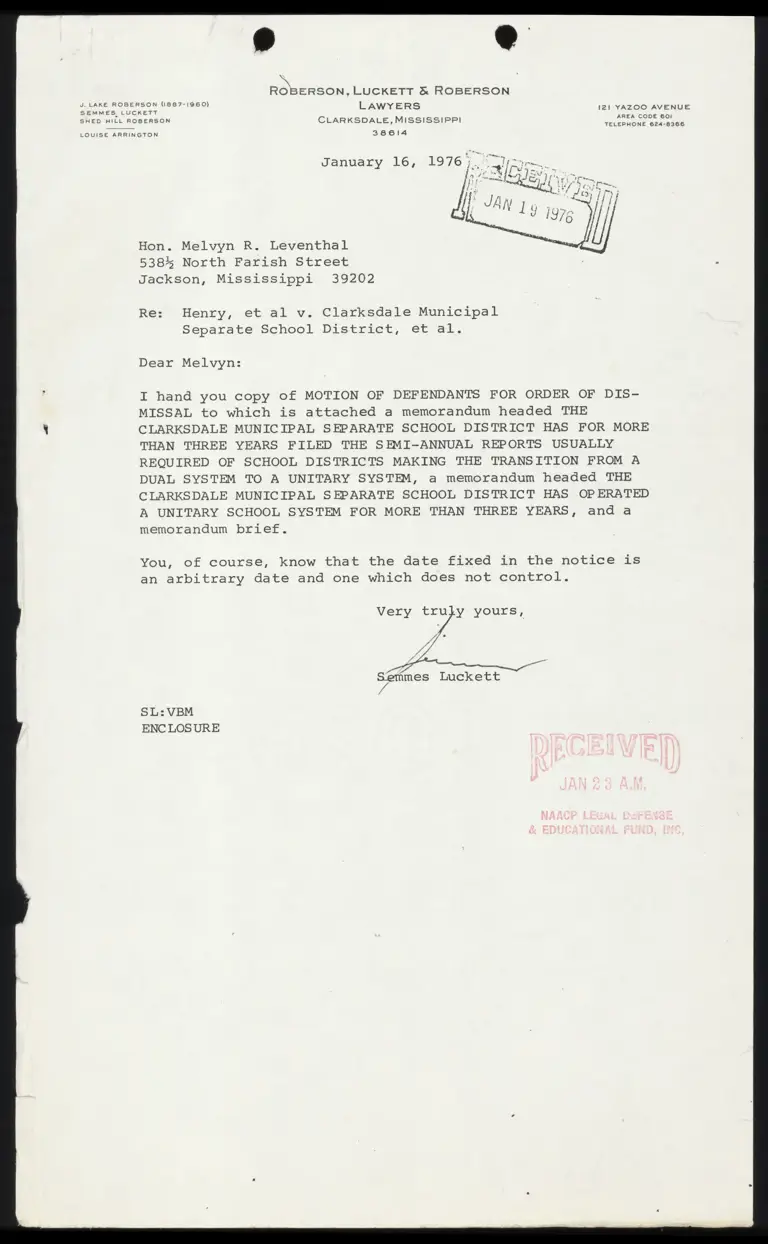 ROBERSON, LUCKETT & ROBERSON
LAWYERS
CLARKSDALE, MISSISSIPPI
38614
J. LAKE ROBERSON (1887-1960)
SEMMES LUCKETT
SHED HILL ROBERSON
LOUISE ARRINGTON
121 YAZOO AVENUE
AREA CODE 601
TELEPHONE 624-8366
January 16, 1976
RECEIVED
JAN 19 1976
Hon. Melvyn R. Leventhal
538½ North Farish Street
Jackson, Mississippi 39202
Re: Henry, et al v. Clarksdale Municipal
Separate School District, et al.
Dear Melvyn:
I hand you copy of MOTION OF DEFENDANTS FOR ORDER OF DIS-
MISSAL to which is attached a memorandum headed THE
CLARKSDALE MUNICIPAL SEPARATE SCHOOL DISTRICT HAS FOR MORE
THAN THREE YEARS FILED THE SEMI-ANNUAL REPORTS USUALLY
REQUIRED OF SCHOOL DISTRICTS MAKING THE TRANSITION FROM A
DUAL SYSTEM TO A UNITARY SYSTEM, a memorandum headed THE
CLARKSDALE MUNICIPAL SEPARATE SCHOOL DISTRICT HAS OPERATED
A UNITARY SCHOOL SYSTEM FOR MORE THAN THREE YEARS, and a
memorandum brief.
You, of course, know that the date fixed in the notice is
an arbitrary date and one which does not control.
Very truly yours,
Semmes Luckett
SL:VBM
ENCLOSURE
RECEIVED
JAN 23 A.M.
NAACP LEGAL DEFENSE
& EDUCATIONAL FUND, INC.